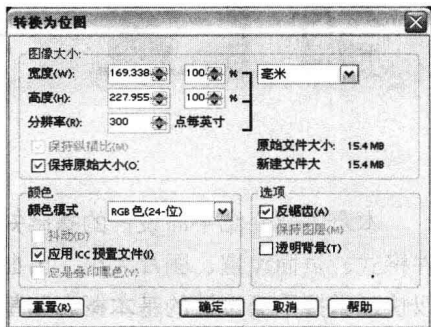 转换为位图
图像大小:
宽度(W): 169.338 100 % 毫米
高度(H): 227.955 100 %
分辨率(R): 300 点每英寸
保持纵横比(M) 原始文件大小: 15.4 MB
保持原始大小(O: 新建文件大 15.4 MB
颜色 选项
颜色模式 RGB 色(24-位) 反锯齿(A)
抖动(D) 保持图层(M)
应用 ICC 预置文件(I) 透明背景(T)
总是叠印黑色(Y)
重置(R) 确定 取消 帮助